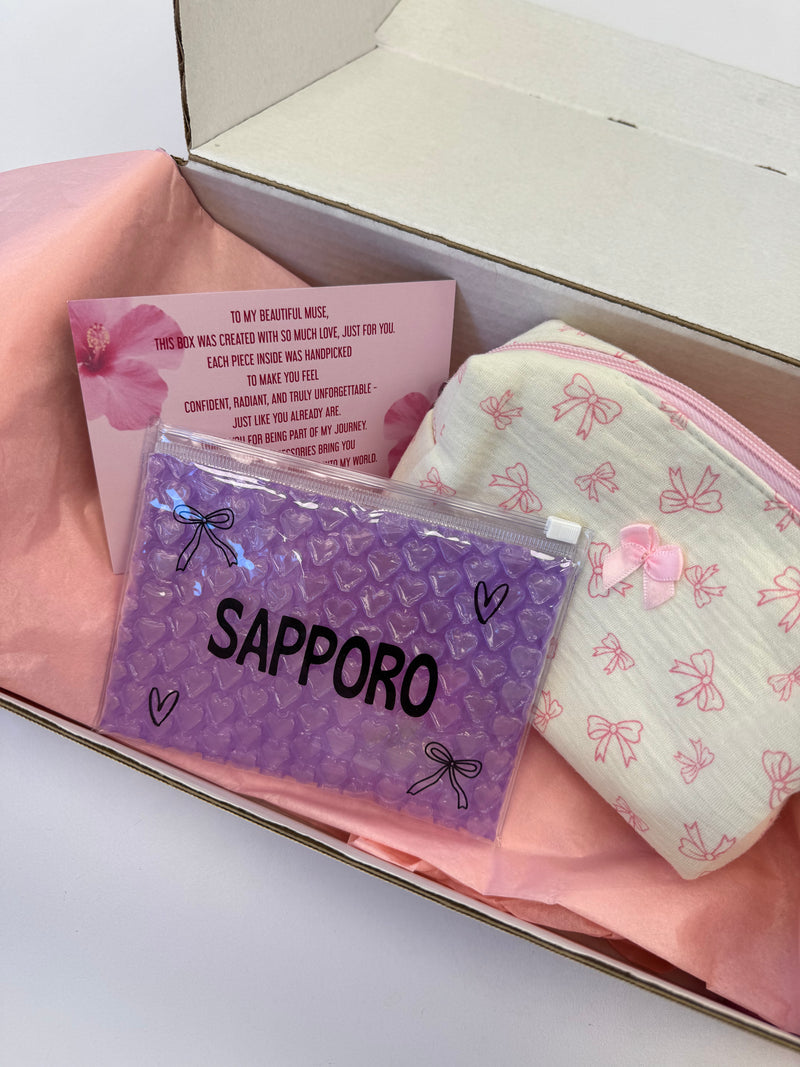 TO MY BEAUTIFUL MUSE,
THIS BOX WAS CREATED WITH SO MUCH LOVE, JUST FOR YOU.
EACH PIECE INSIDE WAS HANDPICKED
TO MAKE YOU FEEL
CONFIDENT, RADIANT, AND TRULY UNFORGETTABLE -
JUST LIKE YOU ALREADY ARE.
YOU FOR BEING PART OF MY JOURNEY.
BRING YOU
TO MY WORLD.
SAPPORO